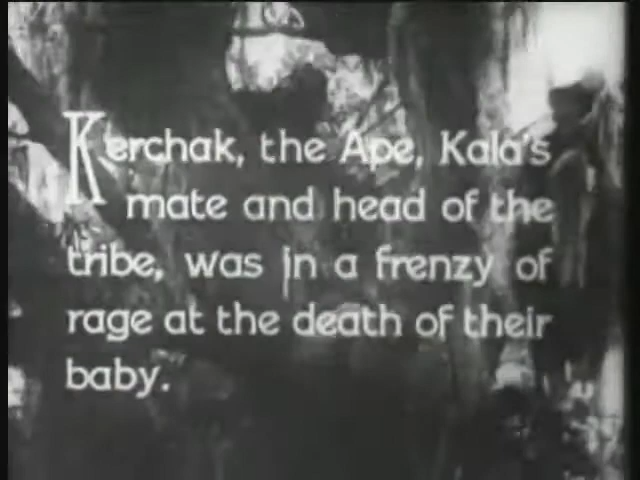 Kerchak, the Ape, Kala's
mate and head of the
tribe, was in a frenzy of
rage at the death of their
baby.